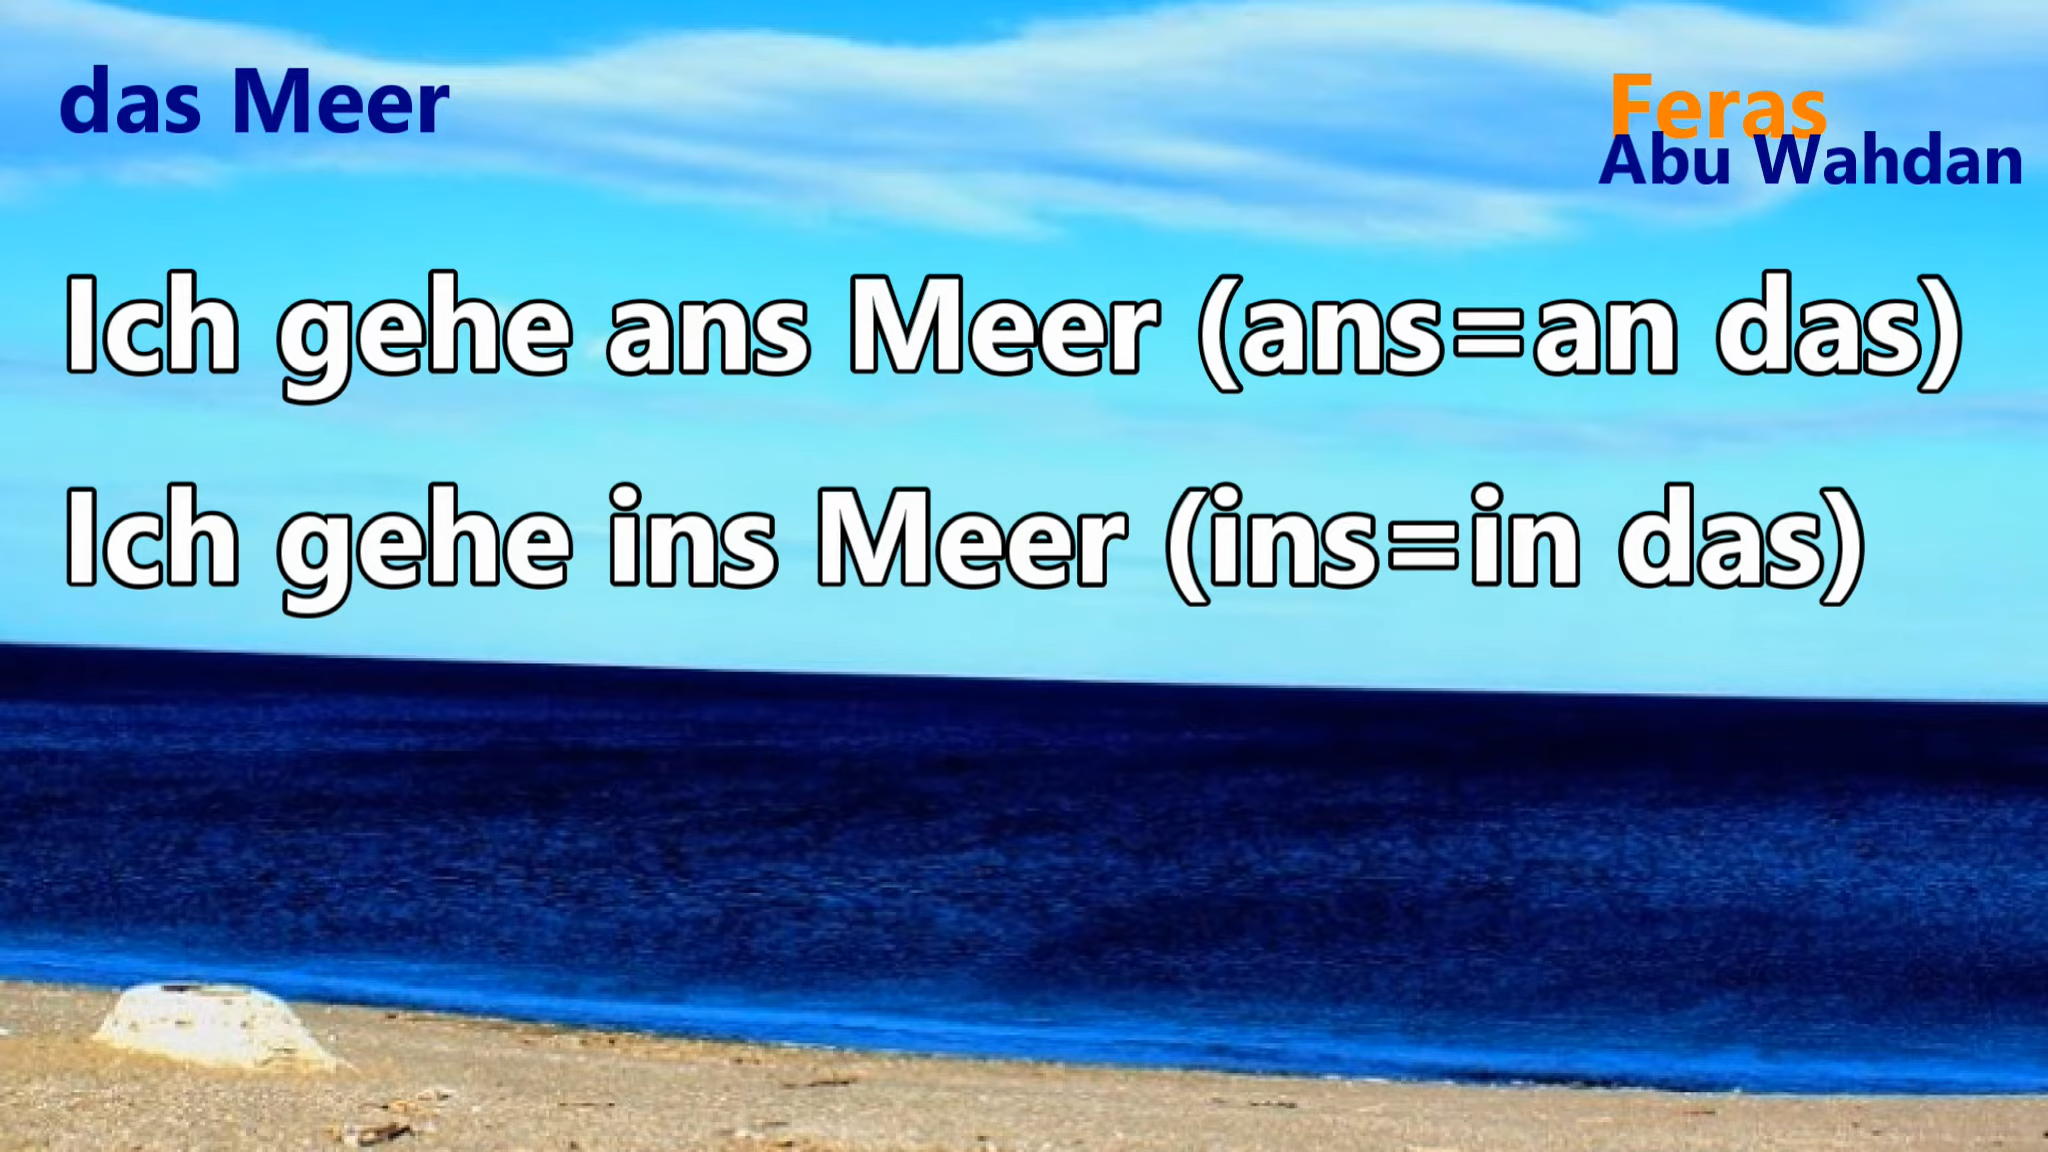 das Meer
Feras
Abu Wahdan
Ich gehe ans Meer (ans=an das)
Ich gehe ins Meer (ins=in das)